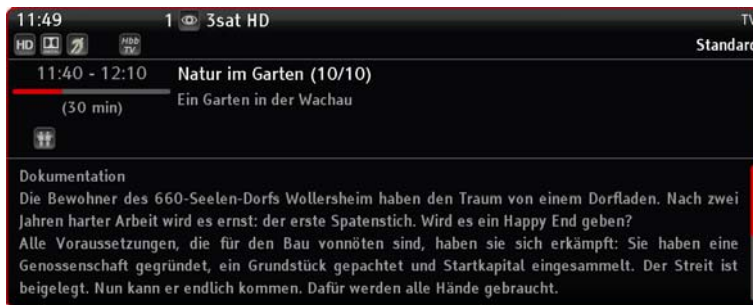 11:49 1 3sat HD TV
HD HDD TV Standard
11:40 - 12:10 Natur im Garten (10/10)
(30 min) Ein Garten in der Wachau
Dokumentation
Die Bewohner des 660-Seelen-Dorfs Wollersheim haben den Traum von einem Dorfladen. Nach zwei
Jahren harter Arbeit wird es ernst: der erste Spatenstich. Wird es ein Happy End geben?
Alle Voraussetzungen, die für den Bau vonnöten sind, haben sie sich erkämpft: Sie haben eine
Genossenschaft gegründet, ein Grundstück gepachtet und Startkapital eingesammelt. Der Streit ist
beigelegt. Nun kann er endlich kommen. Dafür werden alle Hände gebraucht.